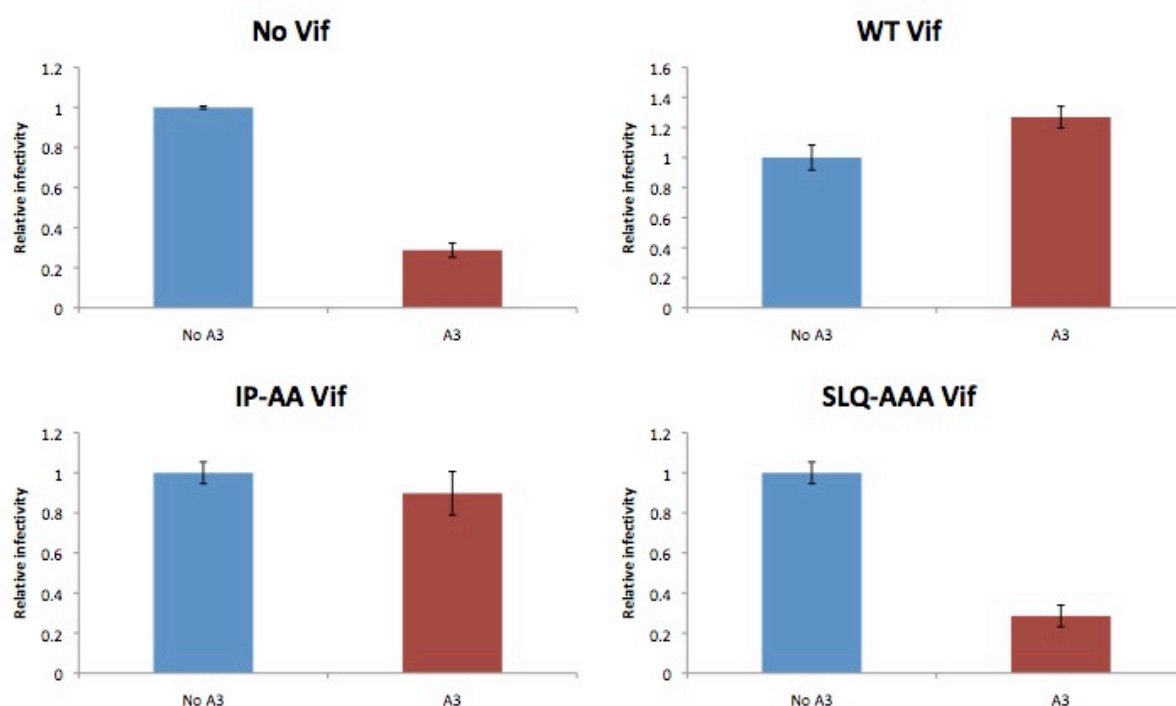 No Vif
1.2
1
0.8
0.6
0.4
0.2
0
Relative infectivity
No A3
A3
WT Vif
1.6
1.4
1.2
1
0.8
0.6
0.4
0.2
0
Relative infectivity
No A3
A3
IP-AA Vif
1.2
1
0.8
0.6
0.4
0.2
0
Relative infectivity
No A3
A3
SLQ-AAA Vif
1.2
1
0.8
0.6
0.4
0.2
0
Relative infectivity
No A3
A3